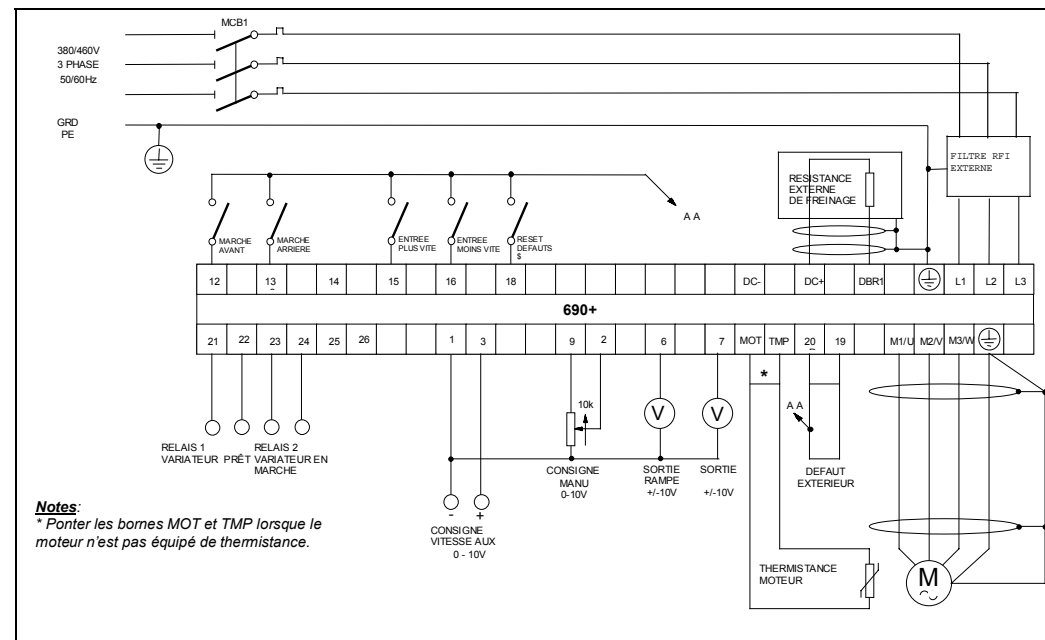 MCB1
380/460V
3 PHASE
50/60Hz
GRD
PE
FILTRE RFI
EXTERNE
RESISTANCE
EXTERNE
DE FREINAGE
A A
MARCHE
AVANT
MARCHE
ARRIERE
ENTREE
PLUS VITE
ENTREE
MOINS VITE
RESET
DEFAUTS
$
12 13 14 15 16 18 DC- DC+ DBR1 L1 L2 L3
690+
21 22 23 24 25 26 1 3 9 2 6 7 MOT TMP 20 19 M1/U M2/V M3/W
*
10k
V
V
A A
RELAIS 1
VARIATEUR PRÊT
RELAIS 2
VARIATEUR EN
MARCHE
CONSIGNE
MANU
0-10V
SORTIE
RAMPE
+/-10V
SORTIE
+/-10V
DEFAUT
EXTERIEUR
- +
CONSIGNE
VITESSE AUX
0 - 10V
Notes:
* Ponter les bornes MOT et TMP lorsque le
moteur n'est pas équipé de thermistance.
THERMISTANCE
MOTEUR
M